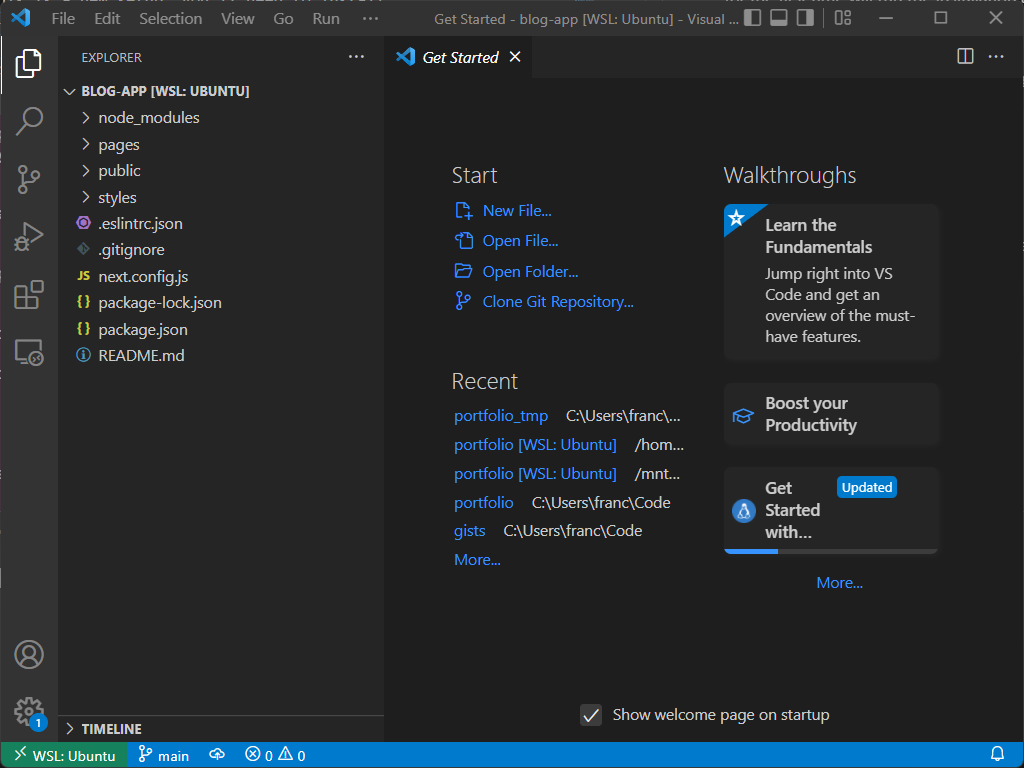 File Edit Selection View Go Run ··· Get Started - blog-app [WSL: Ubuntu] - Visual ...
EXPLORER
Get Started
BLOG-APP [WSL: UBUNTU]
node_modules
pages
public
styles
.eslintrc.json
.gitignore
JS next.config.js
{} package-lock.json
{} package.json
README.md
TIMELINE
Start
New File...
Open File...
Open Folder...
Clone Git Repository...
Recent
portfolio_tmp C:\Users\franc\...
portfolio [WSL: Ubuntu] /hom...
portfolio [WSL: Ubuntu] /mnt...
portfolio C:\Users\franc\Code
gists C:\Users\franc\Code
More...
Walkthroughs
Learn the
Fundamentals
Jump right into VS
Code and get an
overview of the must-
have features.
Boost your
Productivity
Get
Started
with...
Updated
More...
Show welcome page on startup
1
WSL: Ubuntu main 0 0